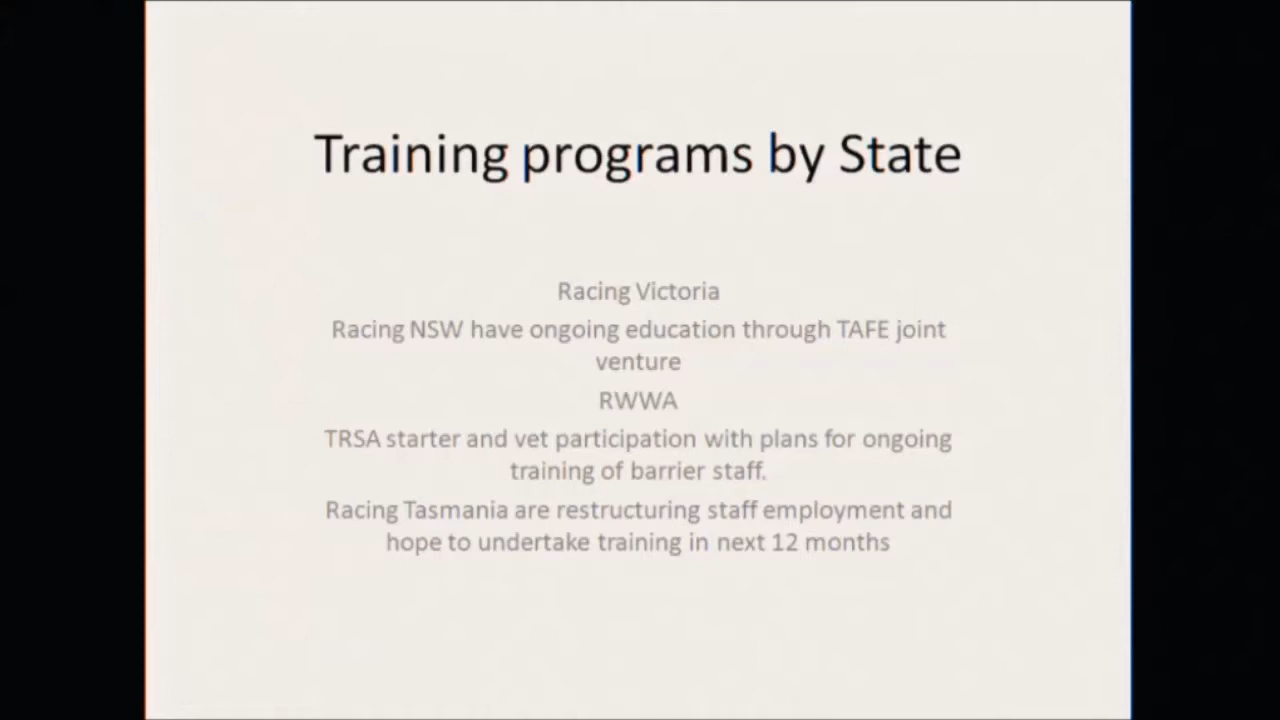 Training programs by State
Racing Victoria
Racing NSW have ongoing education through TAFE joint
venture
RWWA
TRSA starter and vet participation with plans for ongoing
training of barrier staff.
Racing Tasmania are restructuring staff employment and
hope to undertake training in next 12 months